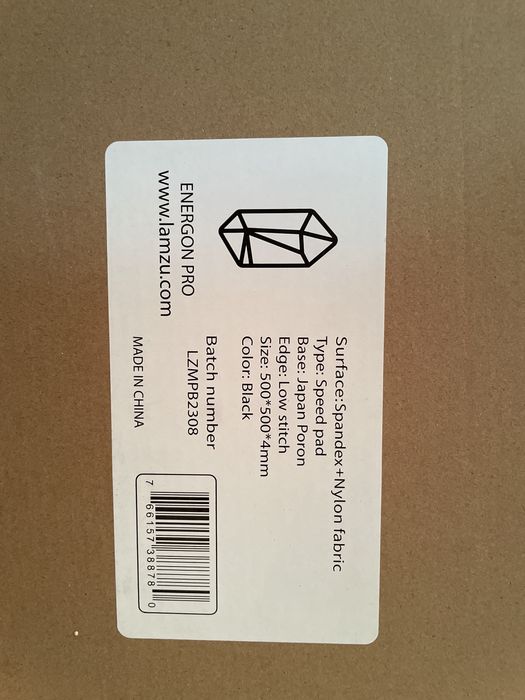 ENERGON PRO
www.lamzu.com
Surface:Spandex+Nylon fabric
Type: Speed pad
Base: Japan Poron
Edge: Low stitch
Size: 500*500*4mm
Color: Black
Batch number
LZMPB2308
MADE IN CHINA
7 66157 38878 0